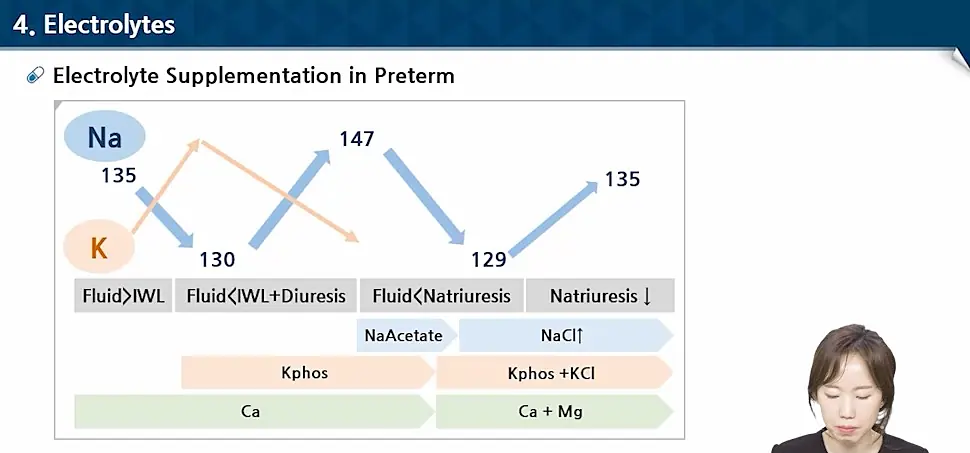 4. Electrolytes
Electrolyte Supplementation in Preterm
Na
147
135
135
K
130
129
Fluid>IWL Fluid<IWL+Diuresis Fluid<Natriuresis Natriuresis ↓
NaAcetate NaCl↑
Kphos Kphos +KCl
Ca Ca + Mg